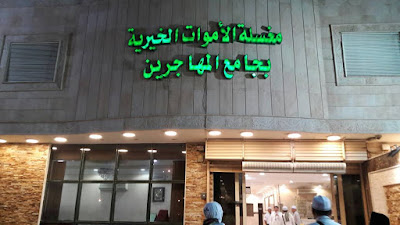 مغسلة الأموات الخيرية
بجامع المهاجرين